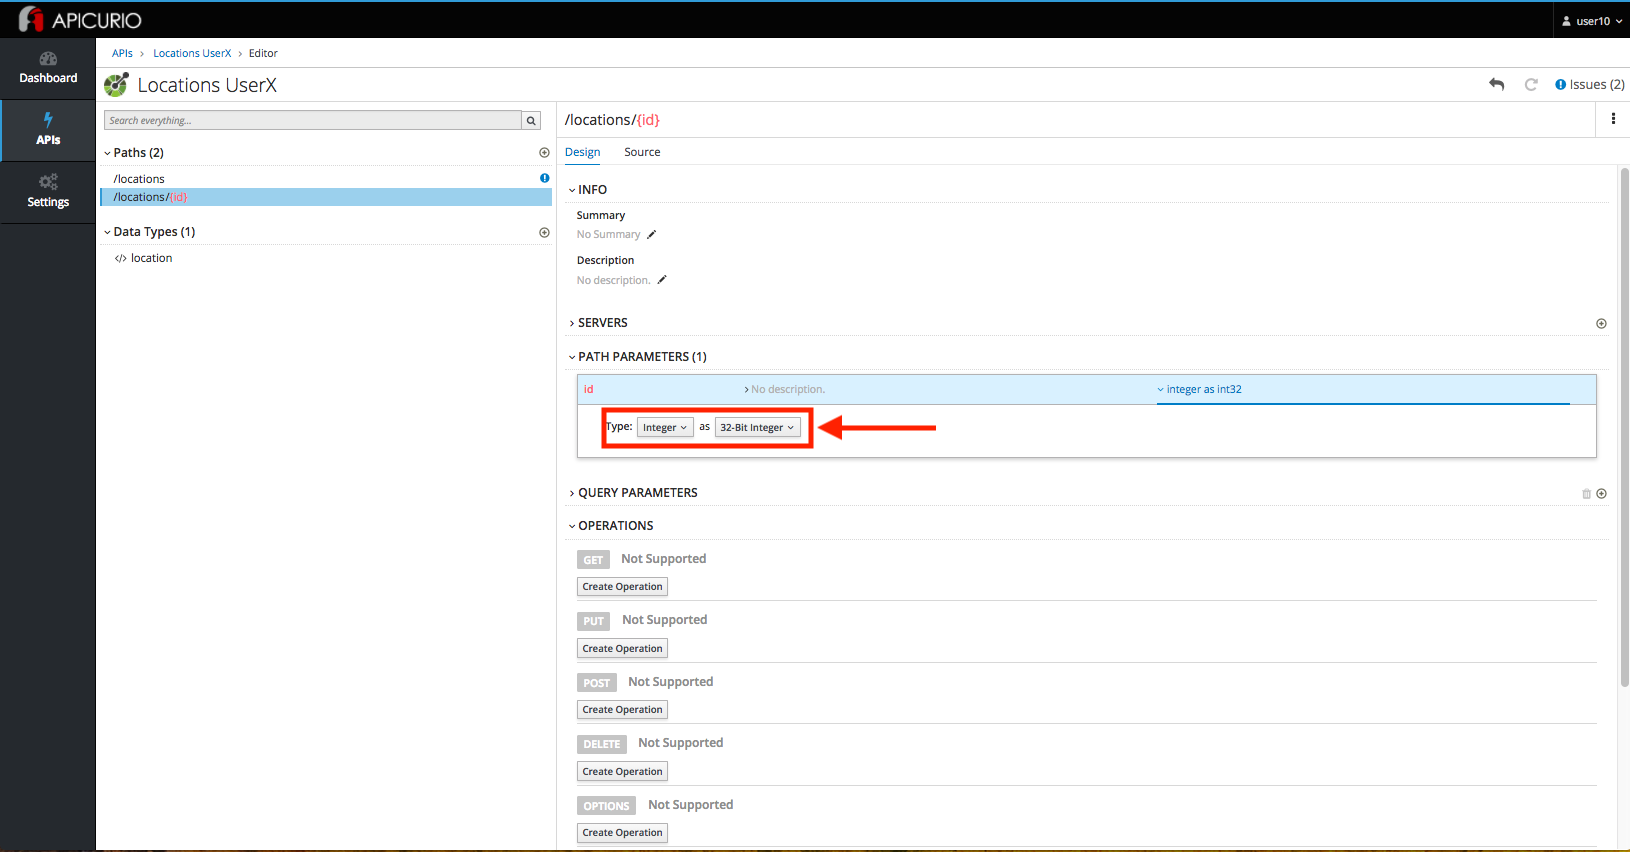 APICURIO
user10
Dashboard
APIs
Settings
APIs › Locations UserX › Editor
Locations UserX
Issues (2)
Search everything...
Paths (2)
/locations
/locations/{id}
Data Types (1)
</> location
/locations/{id}
Design Source
INFO
Summary
No Summary
Description
No description.
SERVERS
PATH PARAMETERS (1)
id No description. integer as int32
Type: Integer as 32-Bit Integer
QUERY PARAMETERS
OPERATIONS
GET Not Supported
Create Operation
PUT Not Supported
Create Operation
POST Not Supported
Create Operation
DELETE Not Supported
Create Operation
OPTIONS Not Supported
Create Operation